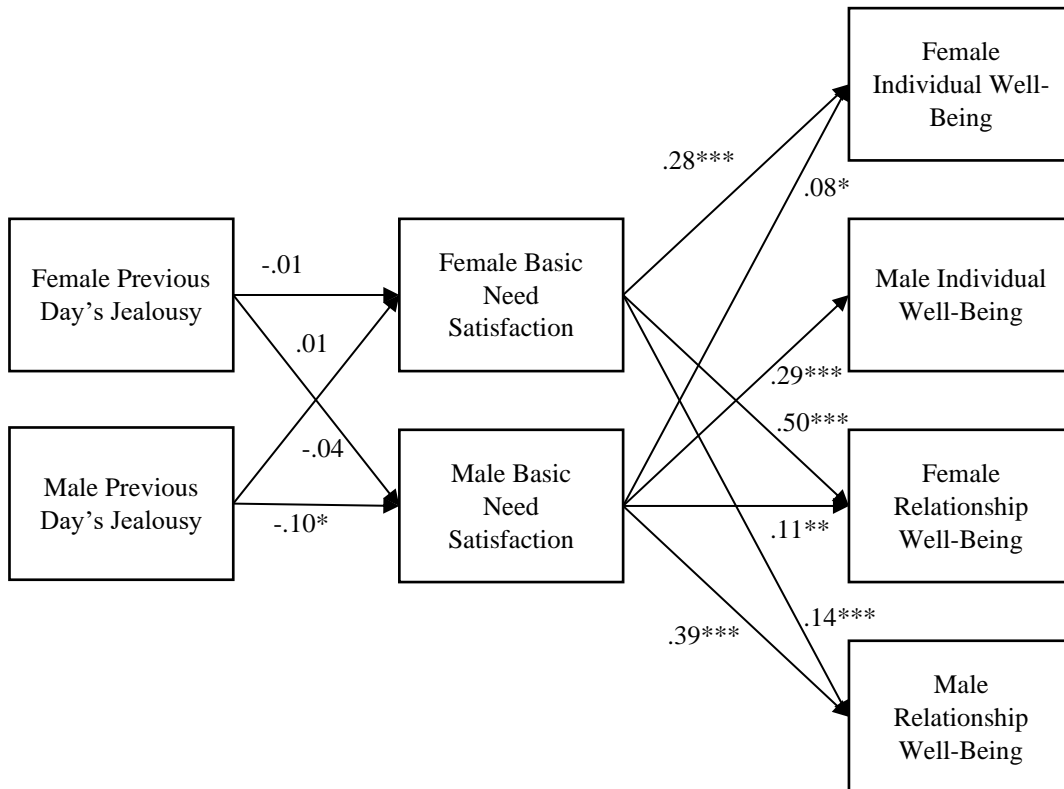 Female
Individual Well-
Being
.28***
.08*
Female Previous
Day’s Jealousy
-.01
Female Basic
Need
Satisfaction
Male Individual
Well-Being
.01
.29***
.50***
-.04
Male Previous
Day’s Jealousy
-.10*
Male Basic
Need
Satisfaction
.11**
Female
Relationship
Well-Being
.39***
.14***
Male
Relationship
Well-Being